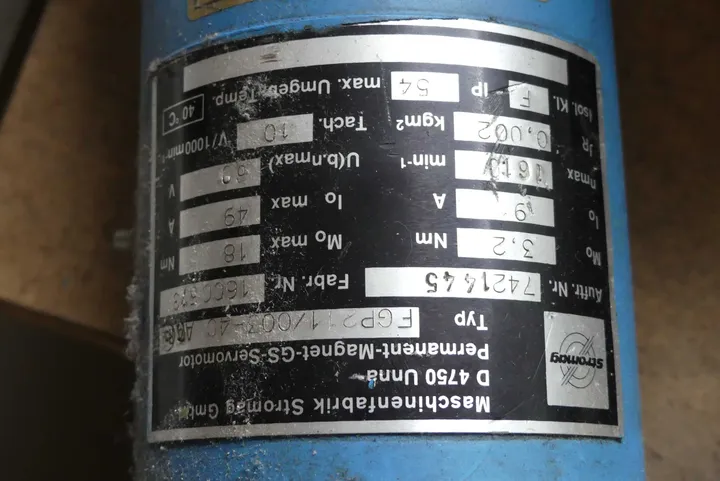 Maschinenfabrik Stromag GmbH
D 4750 Unna
Permanent-Magnet-GS-Servomotor
Stromag
Typ
Auftr. Nr. 7421445 Fabr. Nr
Mo 3,2 Nm Mo max 18 Nm
Io 9 A Io max 49 A
nmax min-1 U(b.nmax) V
JR 0,002 kgm² Tach. 10 V/1000min-1
Isol. Kl. F IP 54 max. Umgeb. Temp. 40 °C